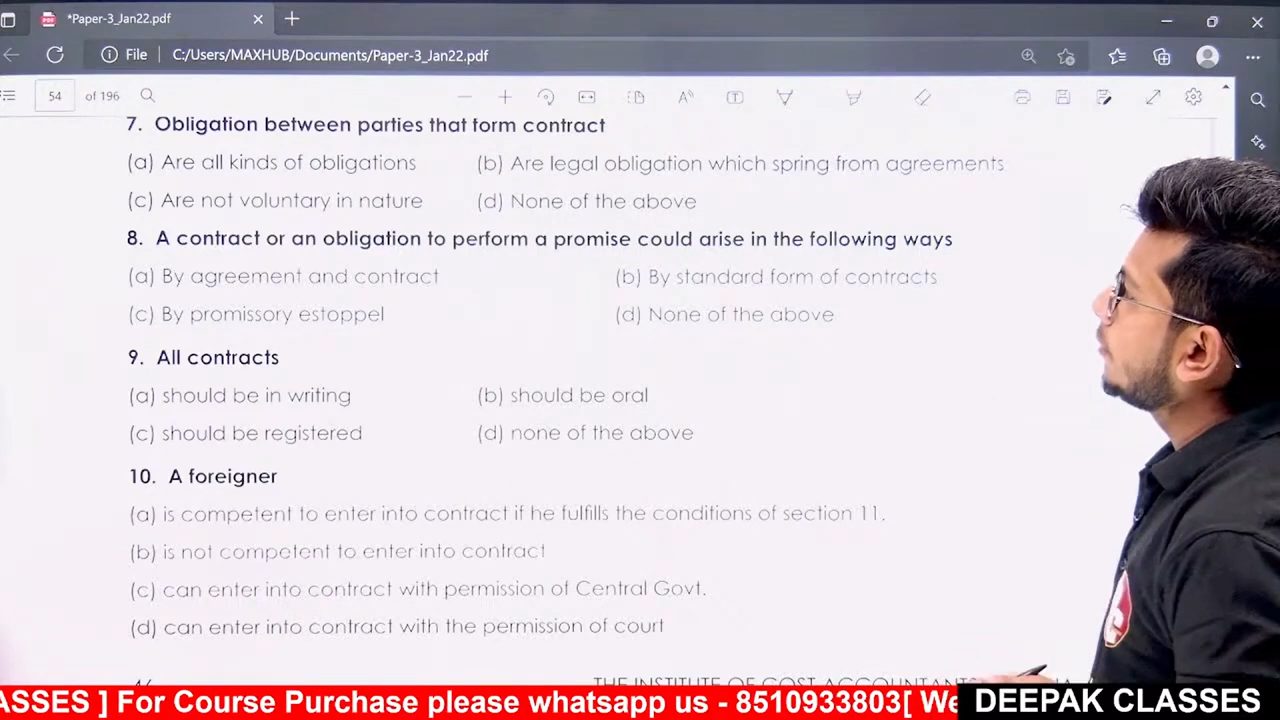 *Paper-3_Jan22.pdf
File C:/Users/MAXHUB/Documents/Paper-3_Jan22.pdf
54 of 196
7. Obligation between parties that form contract
(a) Are all kinds of obligations (b) Are legal obligation which spring from agreements
(c) Are not voluntary in nature (d) None of the above
8. A contract or an obligation to perform a promise could arise in the following ways
(a) By agreement and contract (b) By standard form of contracts
(c) By promissory estoppel (d) None of the above
9. All contracts
(a) should be in writing (b) should be oral
(c) should be registered (d) none of the above
10. A foreigner
(a) is competent to enter into contract if he fulfills the conditions of section 11.
(b) is not competent to enter into contract
(c) can enter into contract with permission of Central Govt.
(d) can enter into contract with the permission of court
THE INSTITUTE OF COST ACCOUNTANTS
ASSES ] For Course Purchase please whatsapp us - 8510933803[ We
DEEPAK CLASSES